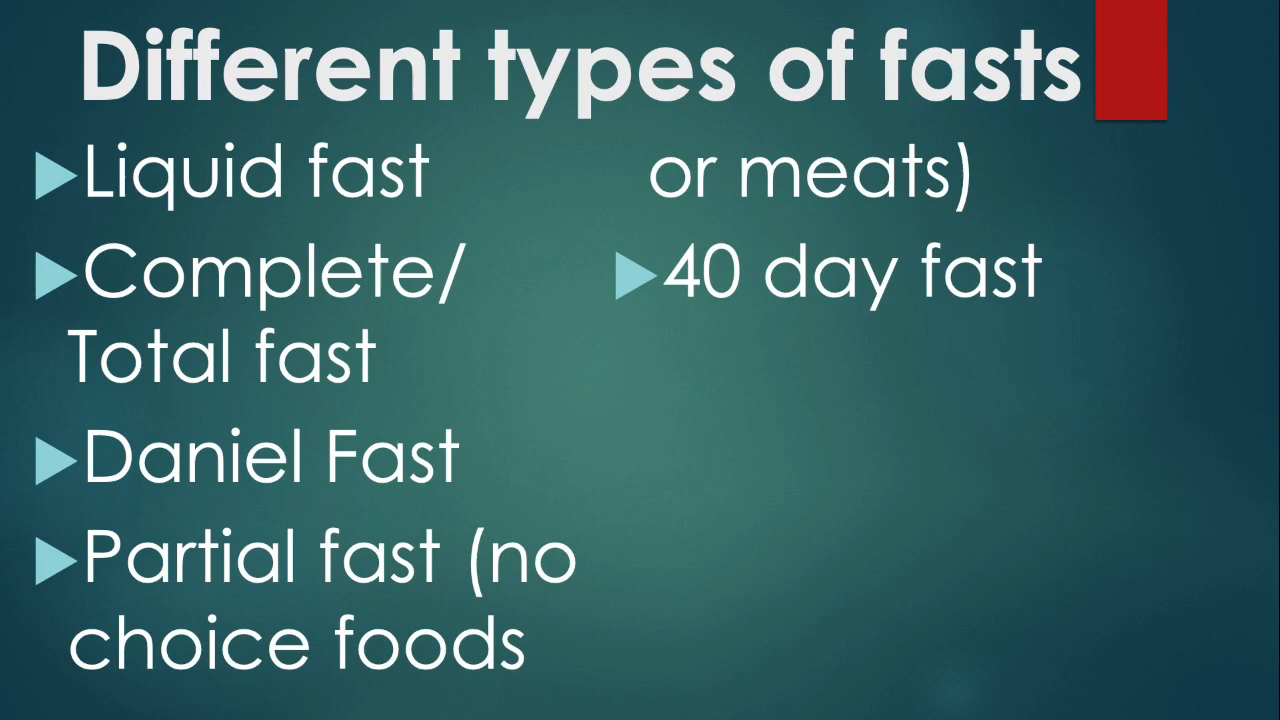 Different types of fasts
Liquid fast
Complete/
Total fast
Daniel Fast
Partial fast (no
choice foods
or meats)
40 day fast